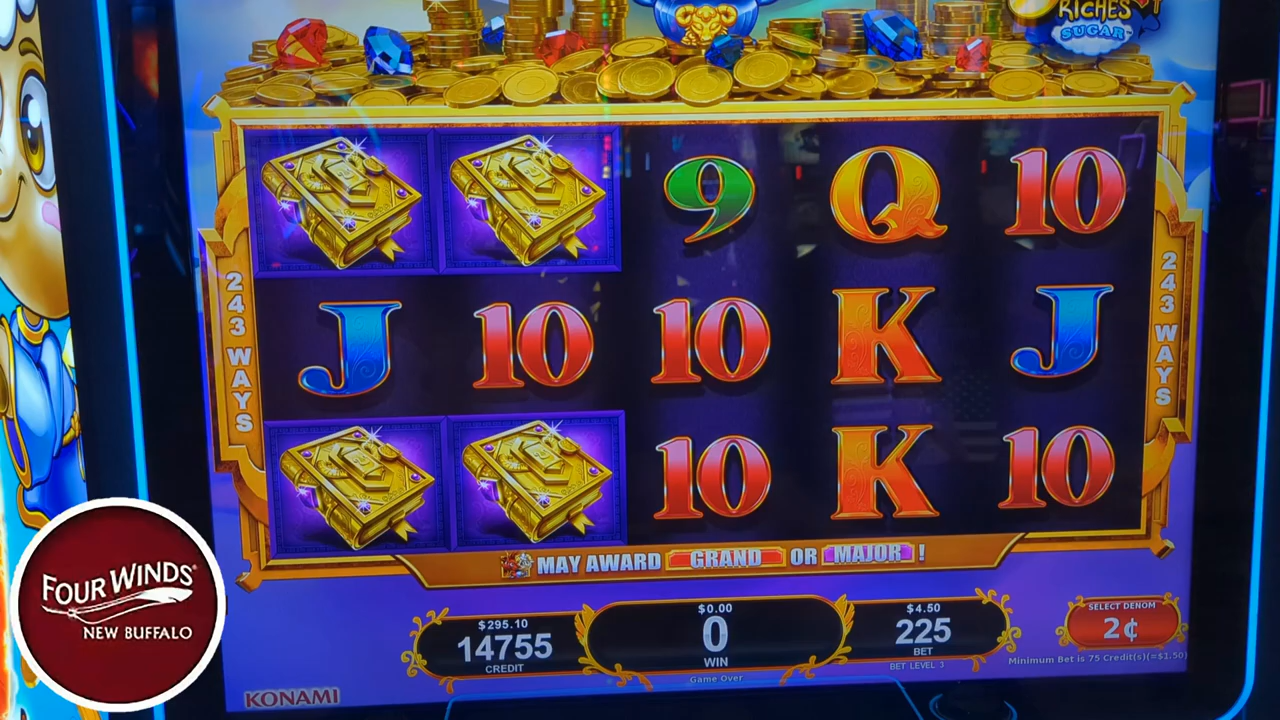 RICHES
SUGAR
9 Q 10
J 10 10 K J
10 K 10
243 WAYS
243 WAYS
MAY AWARD GRAND OR MAJOR !
$295.10
14755
CREDIT
$0.00
0
WIN
Game Over
$4.50
225
BET
BET LEVEL 3
SELECT DENOM
2¢
Minimum Bet is 75 Credit(s)(=$1.50)
KONAMI
FOUR WINDS®
NEW BUFFALO